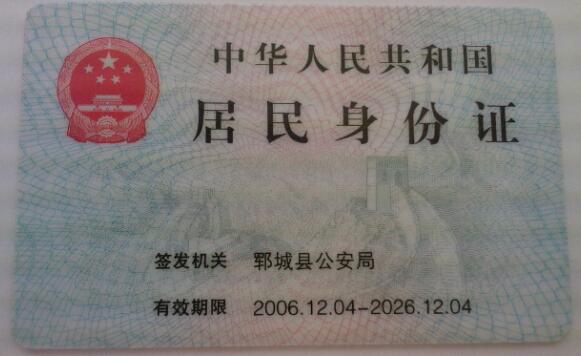 中华人民共和国
居民身份证
签发机关 郓城县公安局
有效期限 2006.12.04-2026.12.04